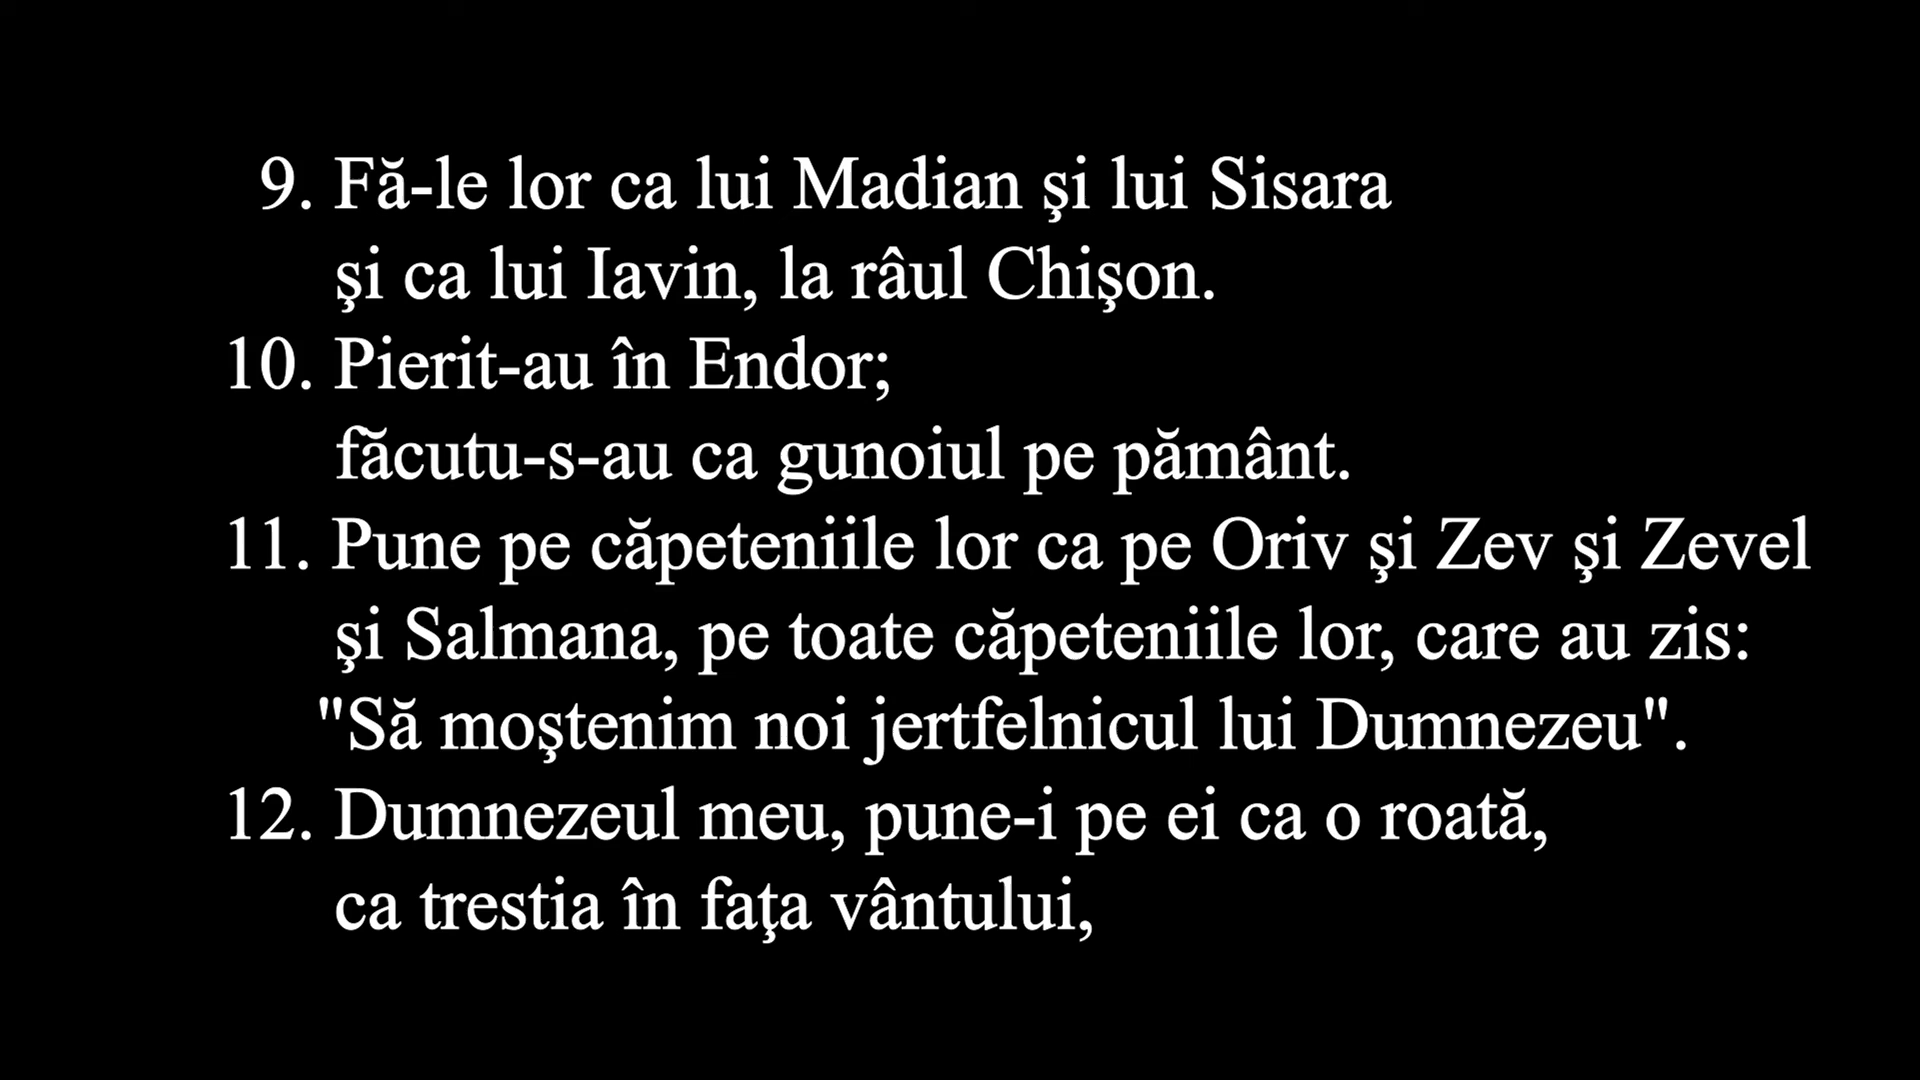 9. Fă-le lor ca lui Madian şi lui Sisara
şi ca lui Iavin, la râul Chişon.
10. Pierit-au în Endor;
făcutu-s-au ca gunoiul pe pământ.
11. Pune pe căpeteniile lor ca pe Oriv şi Zev şi Zevel
şi Salmana, pe toate căpeteniile lor, care au zis:
"Să moştenim noi jertfelnicul lui Dumnezeu".
12. Dumnezeul meu, pune-i pe ei ca o roată,
ca trestia în faţa vântului,